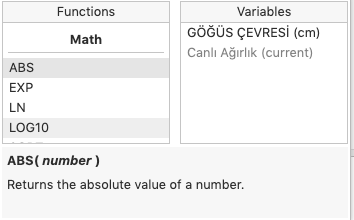 Functions
Variables
Math
ABS
EXP
LN
LOG10
GÖĞÜS ÇEVRESİ (cm)
Canlı Ağırlık (current)
ABS( number )
Returns the absolute value of a number.